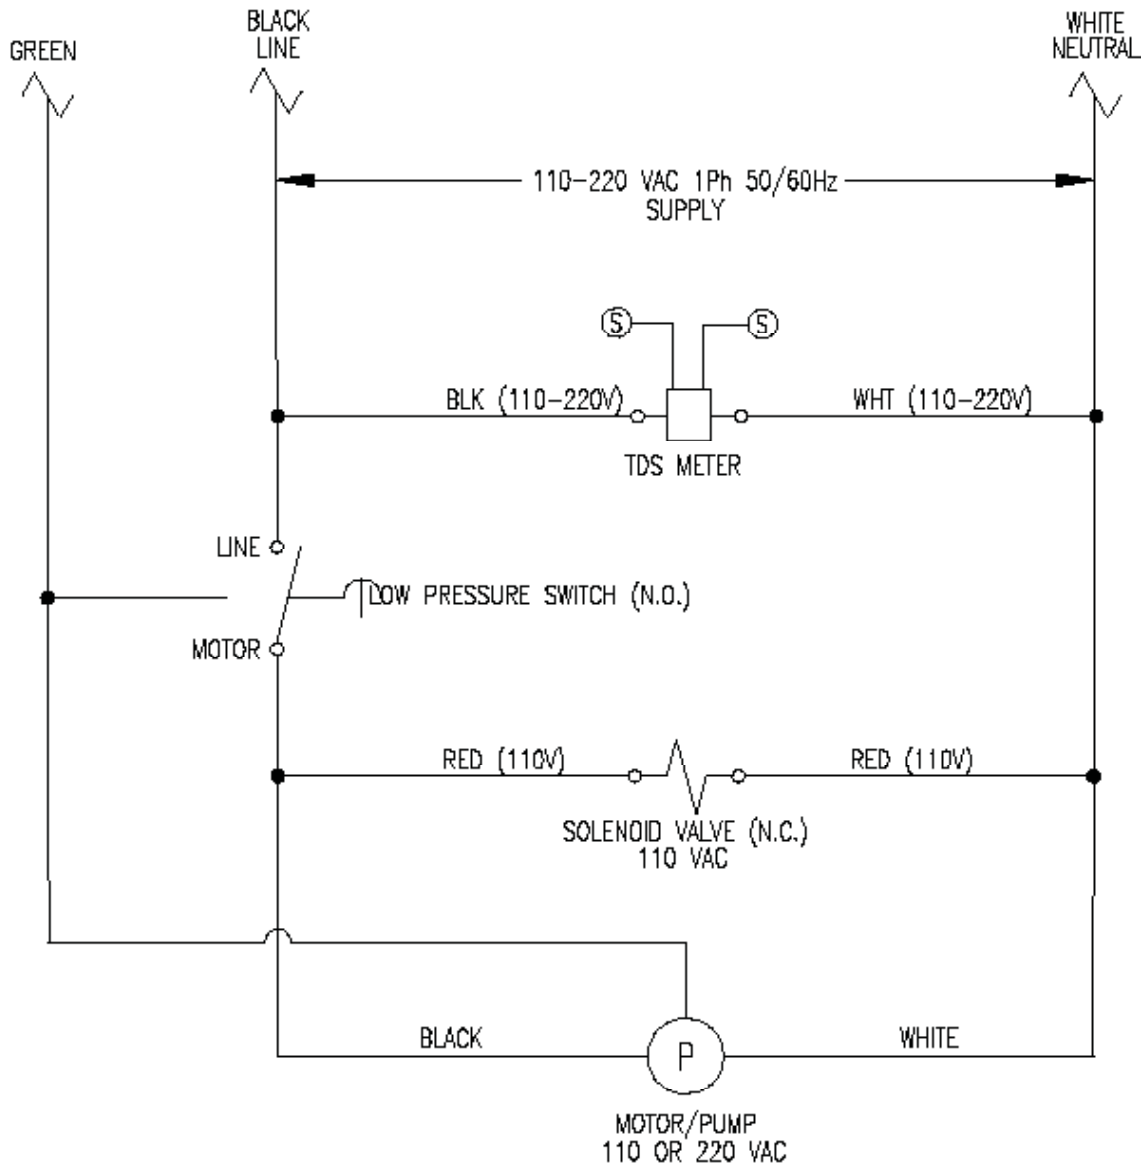 GREEN
BLACK
LINE
WHITE
NEUTRAL
110-220 VAC 1Ph 50/60Hz
SUPPLY
S
S
BLK (110-220V)
WHT (110-220V)
TDS METER
LINE
LOW PRESSURE SWITCH (N.O.)
MOTOR
RED (110V)
RED (110V)
SOLENOID VALVE (N.C.)
110 VAC
BLACK
WHITE
P
MOTOR/PUMP
110 OR 220 VAC